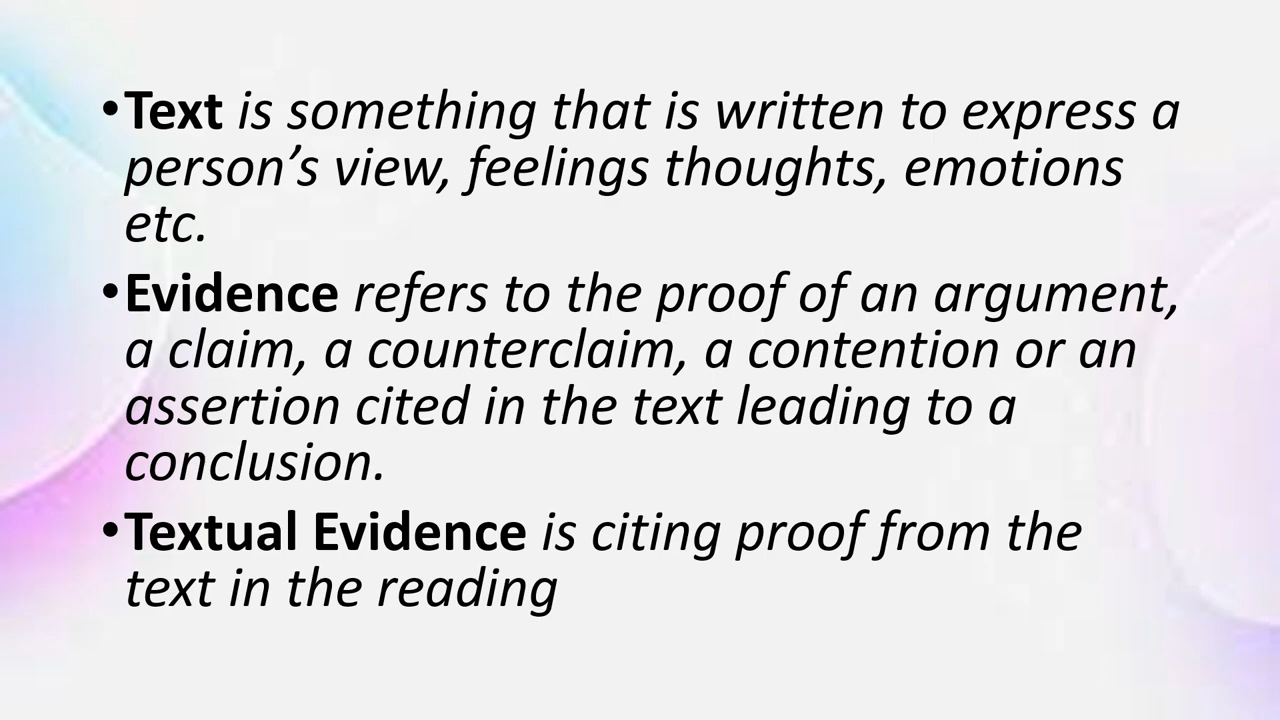 •Text is something that is written to express a
person’s view, feelings thoughts, emotions
etc.
•Evidence refers to the proof of an argument,
a claim, a counterclaim, a contention or an
assertion cited in the text leading to a
conclusion.
•Textual Evidence is citing proof from the
text in the reading